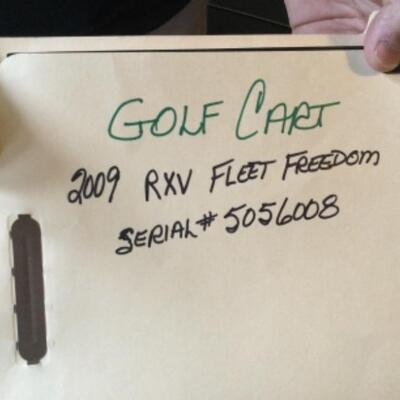 GOLF CART
2009 RXV FLEET FREEDOM
SERIAL# 5056008